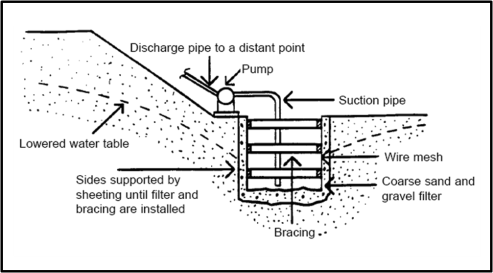 Discharge pipe to a distant point
Pump
Suction pipe
Lowered water table
Wire mesh
Sides supported by
sheeting until filter and
bracing are installed
Coarse sand and
gravel filter
Bracing